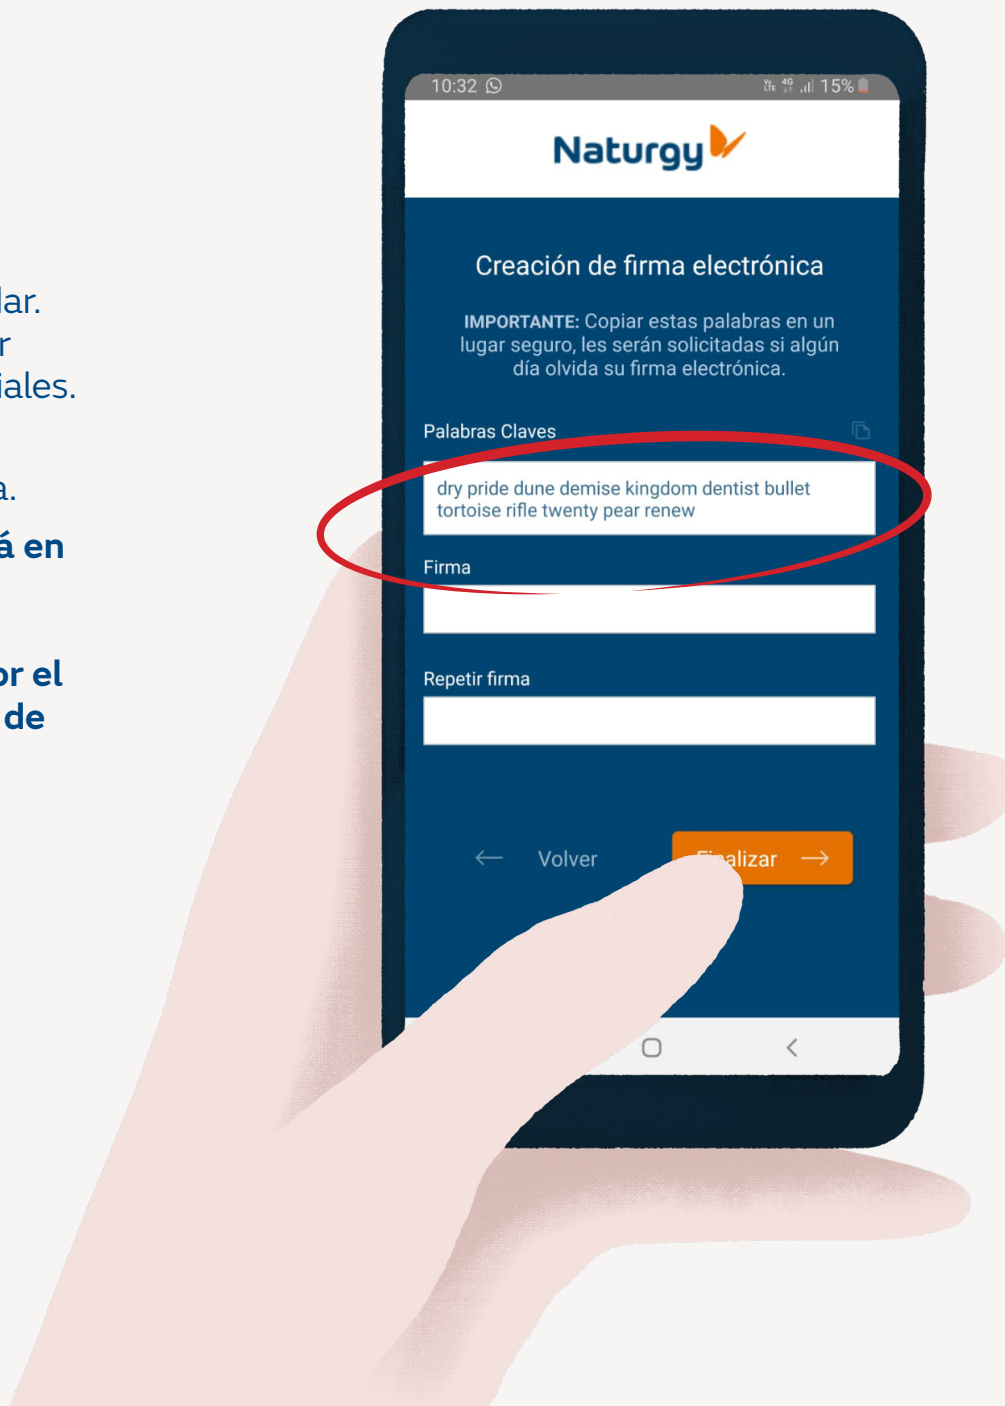 10:32
15%
Naturgy
Creación de firma electrónica
IMPORTANTE: Copiar estas palabras en un
lugar seguro, les serán solicitadas si algún
día olvida su firma electrónica.
Palabras Claves
dry pride dune demise kingdom dentist bullet
tortoise rifle twenty pear renew
Firma
Repetir firma
Volver
Finalizar
lar.
r
iales.
a.
á en
or el
de